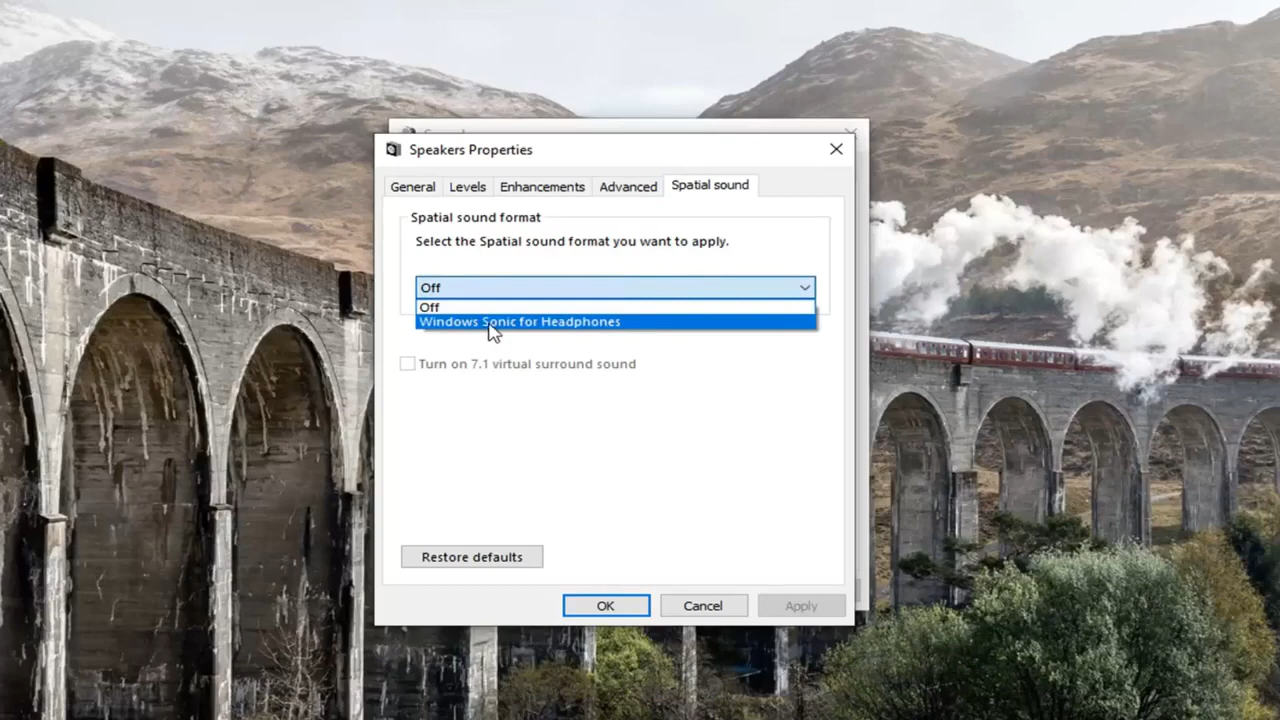 Speakers Properties
General
Levels
Enhancements
Advanced
Spatial sound
Spatial sound format
Select the Spatial sound format you want to apply.
Off
Off
Windows Sonic for Headphones
Turn on 7.1 virtual surround sound
Restore defaults
OK
Cancel
Apply